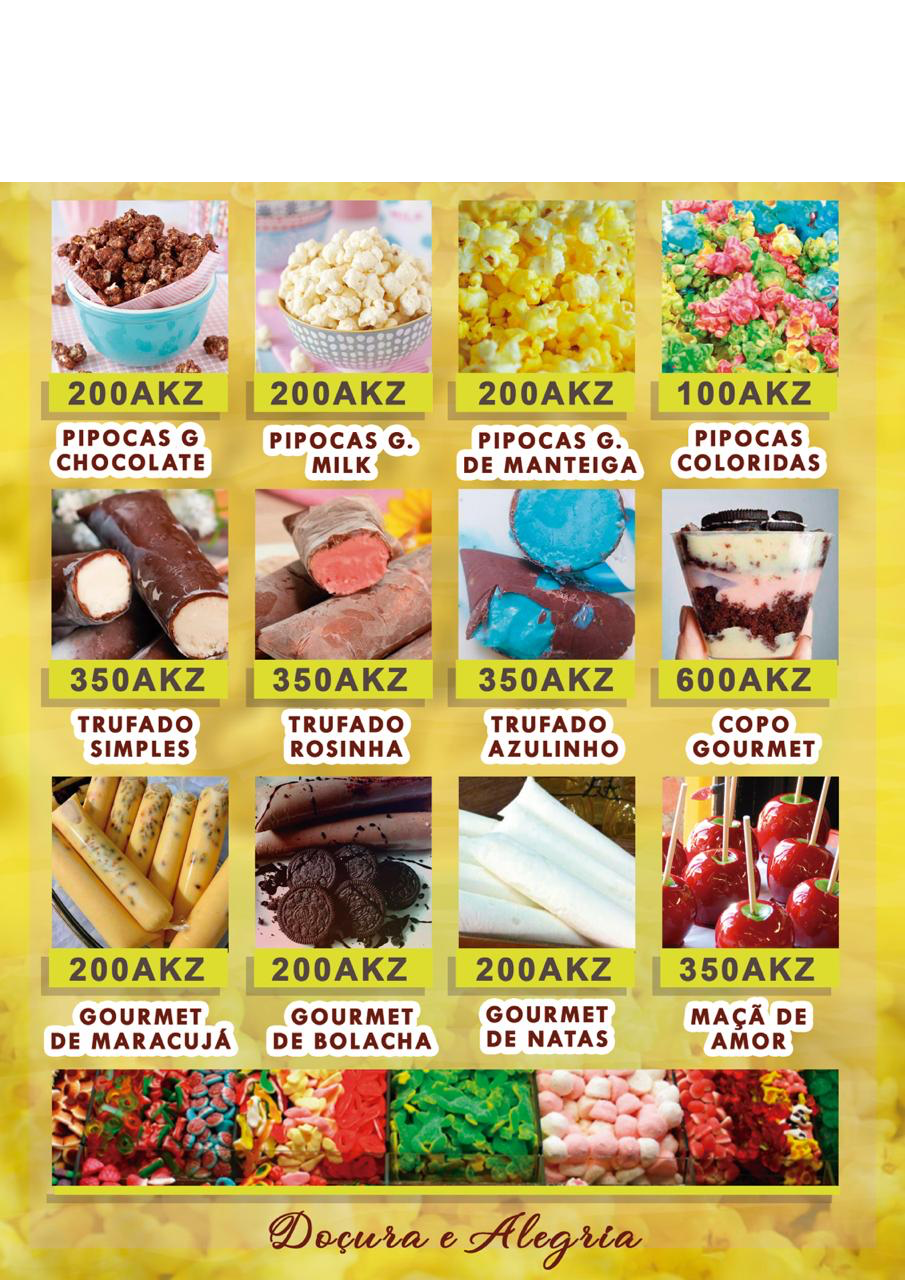 200AKZ
200AKZ
200AKZ
100AKZ
PIPOCAS G
CHOCOLATE
PIPOCAS G.
MILK
PIPOCAS G.
DE MANTEIGA
PIPOCAS
COLORIDAS
350AKZ
350AKZ
350AKZ
600AKZ
TRUFADO
SIMPLES
TRUFADO
ROSINHA
TRUFADO
AZULINHO
COPO
GOURMET
200AKZ
200AKZ
200AKZ
350AKZ
GOURMET
DE MARACUJÁ
GOURMET
DE BOLACHA
GOURMET
DE NATAS
MAÇÃ DE
AMOR
Doçura e Alegria